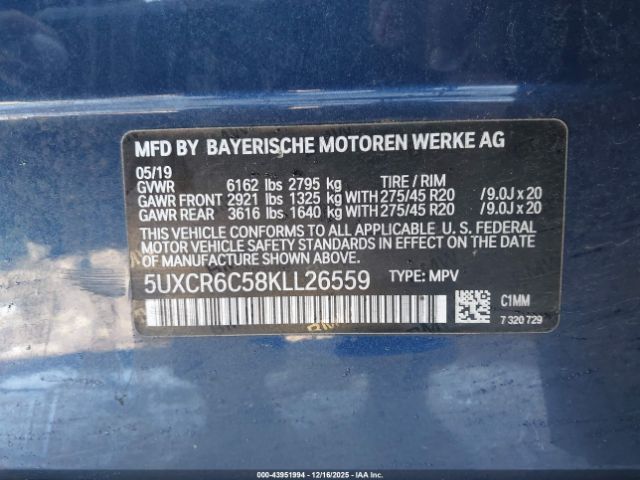 MFD BY BAYERISCHE MOTOREN WERKE AG
05/19
GVWR 6162 lbs 2795 kg TIRE / RIM
GAWR FRONT 2921 lbs 1325 kg WITH 275/45 R20 /9.0J x 20
GAWR REAR 3616 lbs 1640 kg WITH 275/45 R20 /9.0J x 20
THIS VEHICLE CONFORMS TO ALL APPLICABLE U.S. FEDERAL
MOTOR VEHICLE SAFETY STANDARDS IN EFFECT ON THE DATE
OF MANUFACTURE SHOWN ABOVE.
5UXCR6C58KLL26559 TYPE: MPV
C1MM
7 320 729
000-43951994 | 12/16/2025 | IAAI.COM